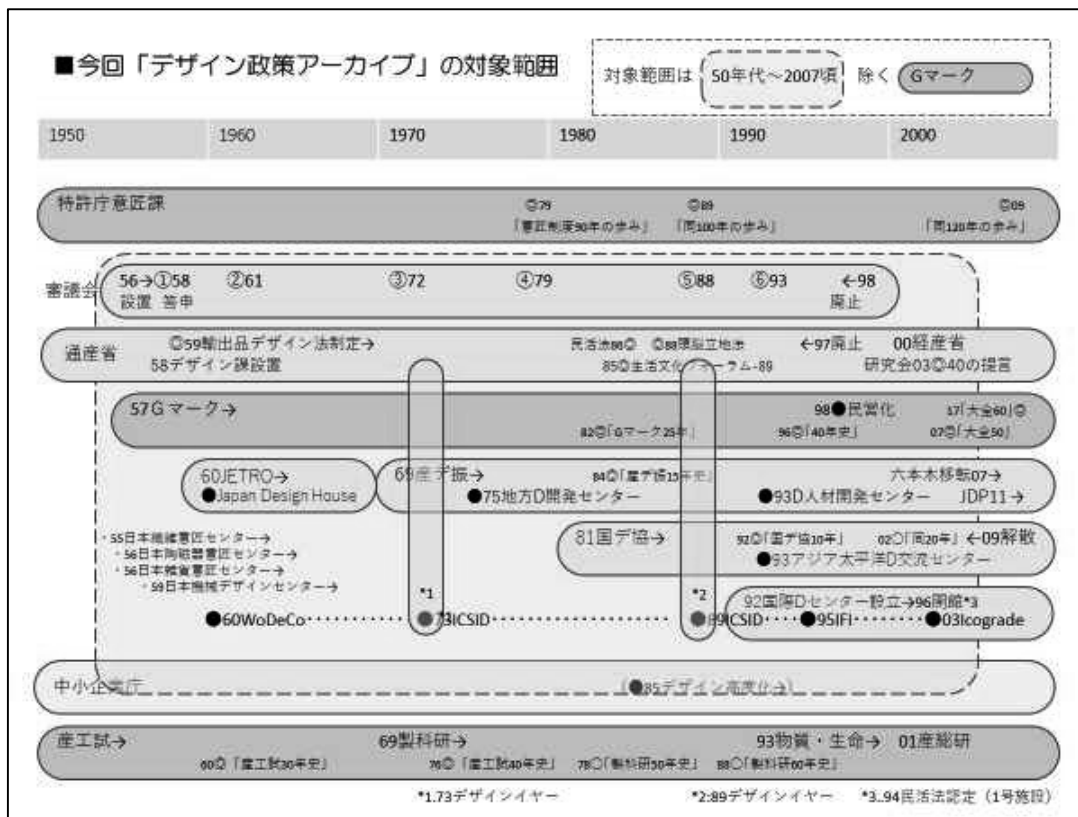 ■今回「デザイン政策アーカイブ」の対象範囲
対象範囲は 50年代～2007頃 除く Gマーク
1950 1960 1970 1980 1990 2000
特許庁意匠課
◎79 ◎89 ◎09
「意匠制度90年の歩み」 「同100年の歩み」 「同120年の歩み」
審議会 56→①58 ②61 ③72 ④79 ⑤88 ⑥93 ←98
設置 答申 廃止
通産省 ◎59輸出品デザイン法制定→ 民活法86◎ ◎88頭脳立地法 ←97廃止 00経産省
58デザイン課設置 85◎生活文化フォーラム-89 研究会03◎40の提言
57Gマーク→ 98●民営化 17「大全60」◎
82◎「Gマーク25年」 96◎「40年史」 07◎「大全50」
60JETRO→ 69産デ振→ 84◎「産デ振15年史」 六本木移転07→
●Japan Design House ●75地方D開発センター ●93D人材開発センター JDP11→
81国デ協→ 92◎「国デ協10年」 02○「同20年」 ←09解散
●93アジア太平洋D交流センター
・55日本繊維意匠センター→
・56日本陶磁器意匠センター→
・56日本雑貨意匠センター→
・59日本機械デザインセンター→
*1 *2
92国際Dセンター設立→96開館*3
●60WoDeCo‥‥‥●73ICSID‥‥‥●89ICSID‥‥●95IFI‥‥‥●03Icograde
中小企業庁 (●85デザイン高度化→)
産工試→ 69製科研→ 93物質・生命→ 01産総研
60◎「産工試30年史」 76◎「産工試40年史」 78○「製科研50年史」 88○「製科研60年史」
*1.73デザインイヤー *2:89デザインイヤー *3..94民活法認定（1号施設）